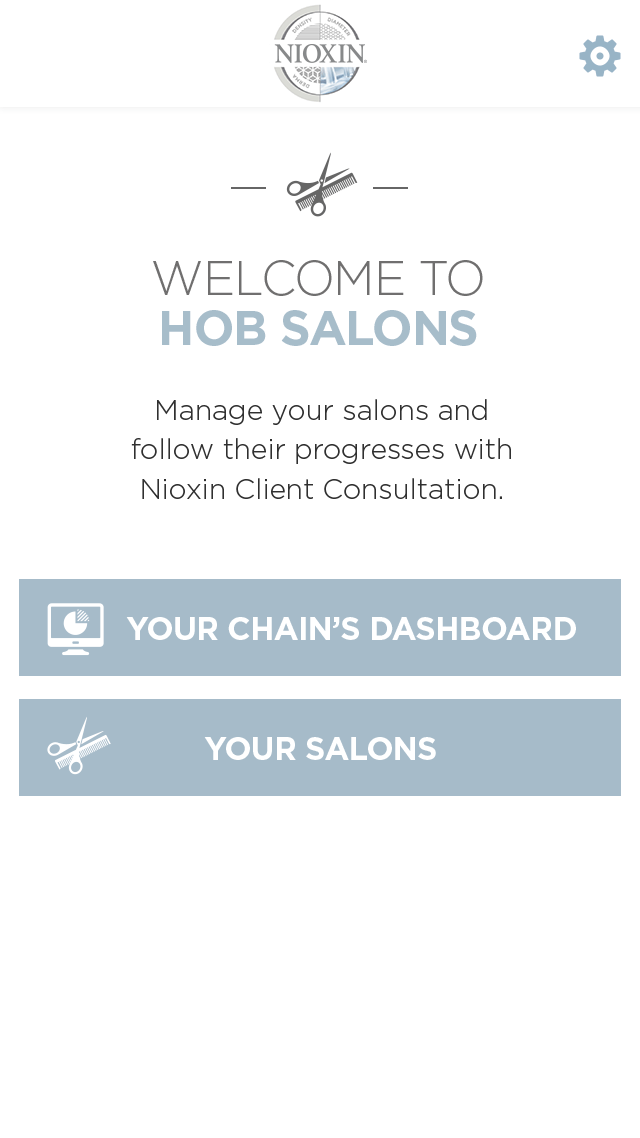 DENSITY DIAMETER
NIOXIN
DERMA
WELCOME TO
HOB SALONS
Manage your salons and
follow their progresses with
Nioxin Client Consultation.
YOUR CHAIN’S DASHBOARD
YOUR SALONS